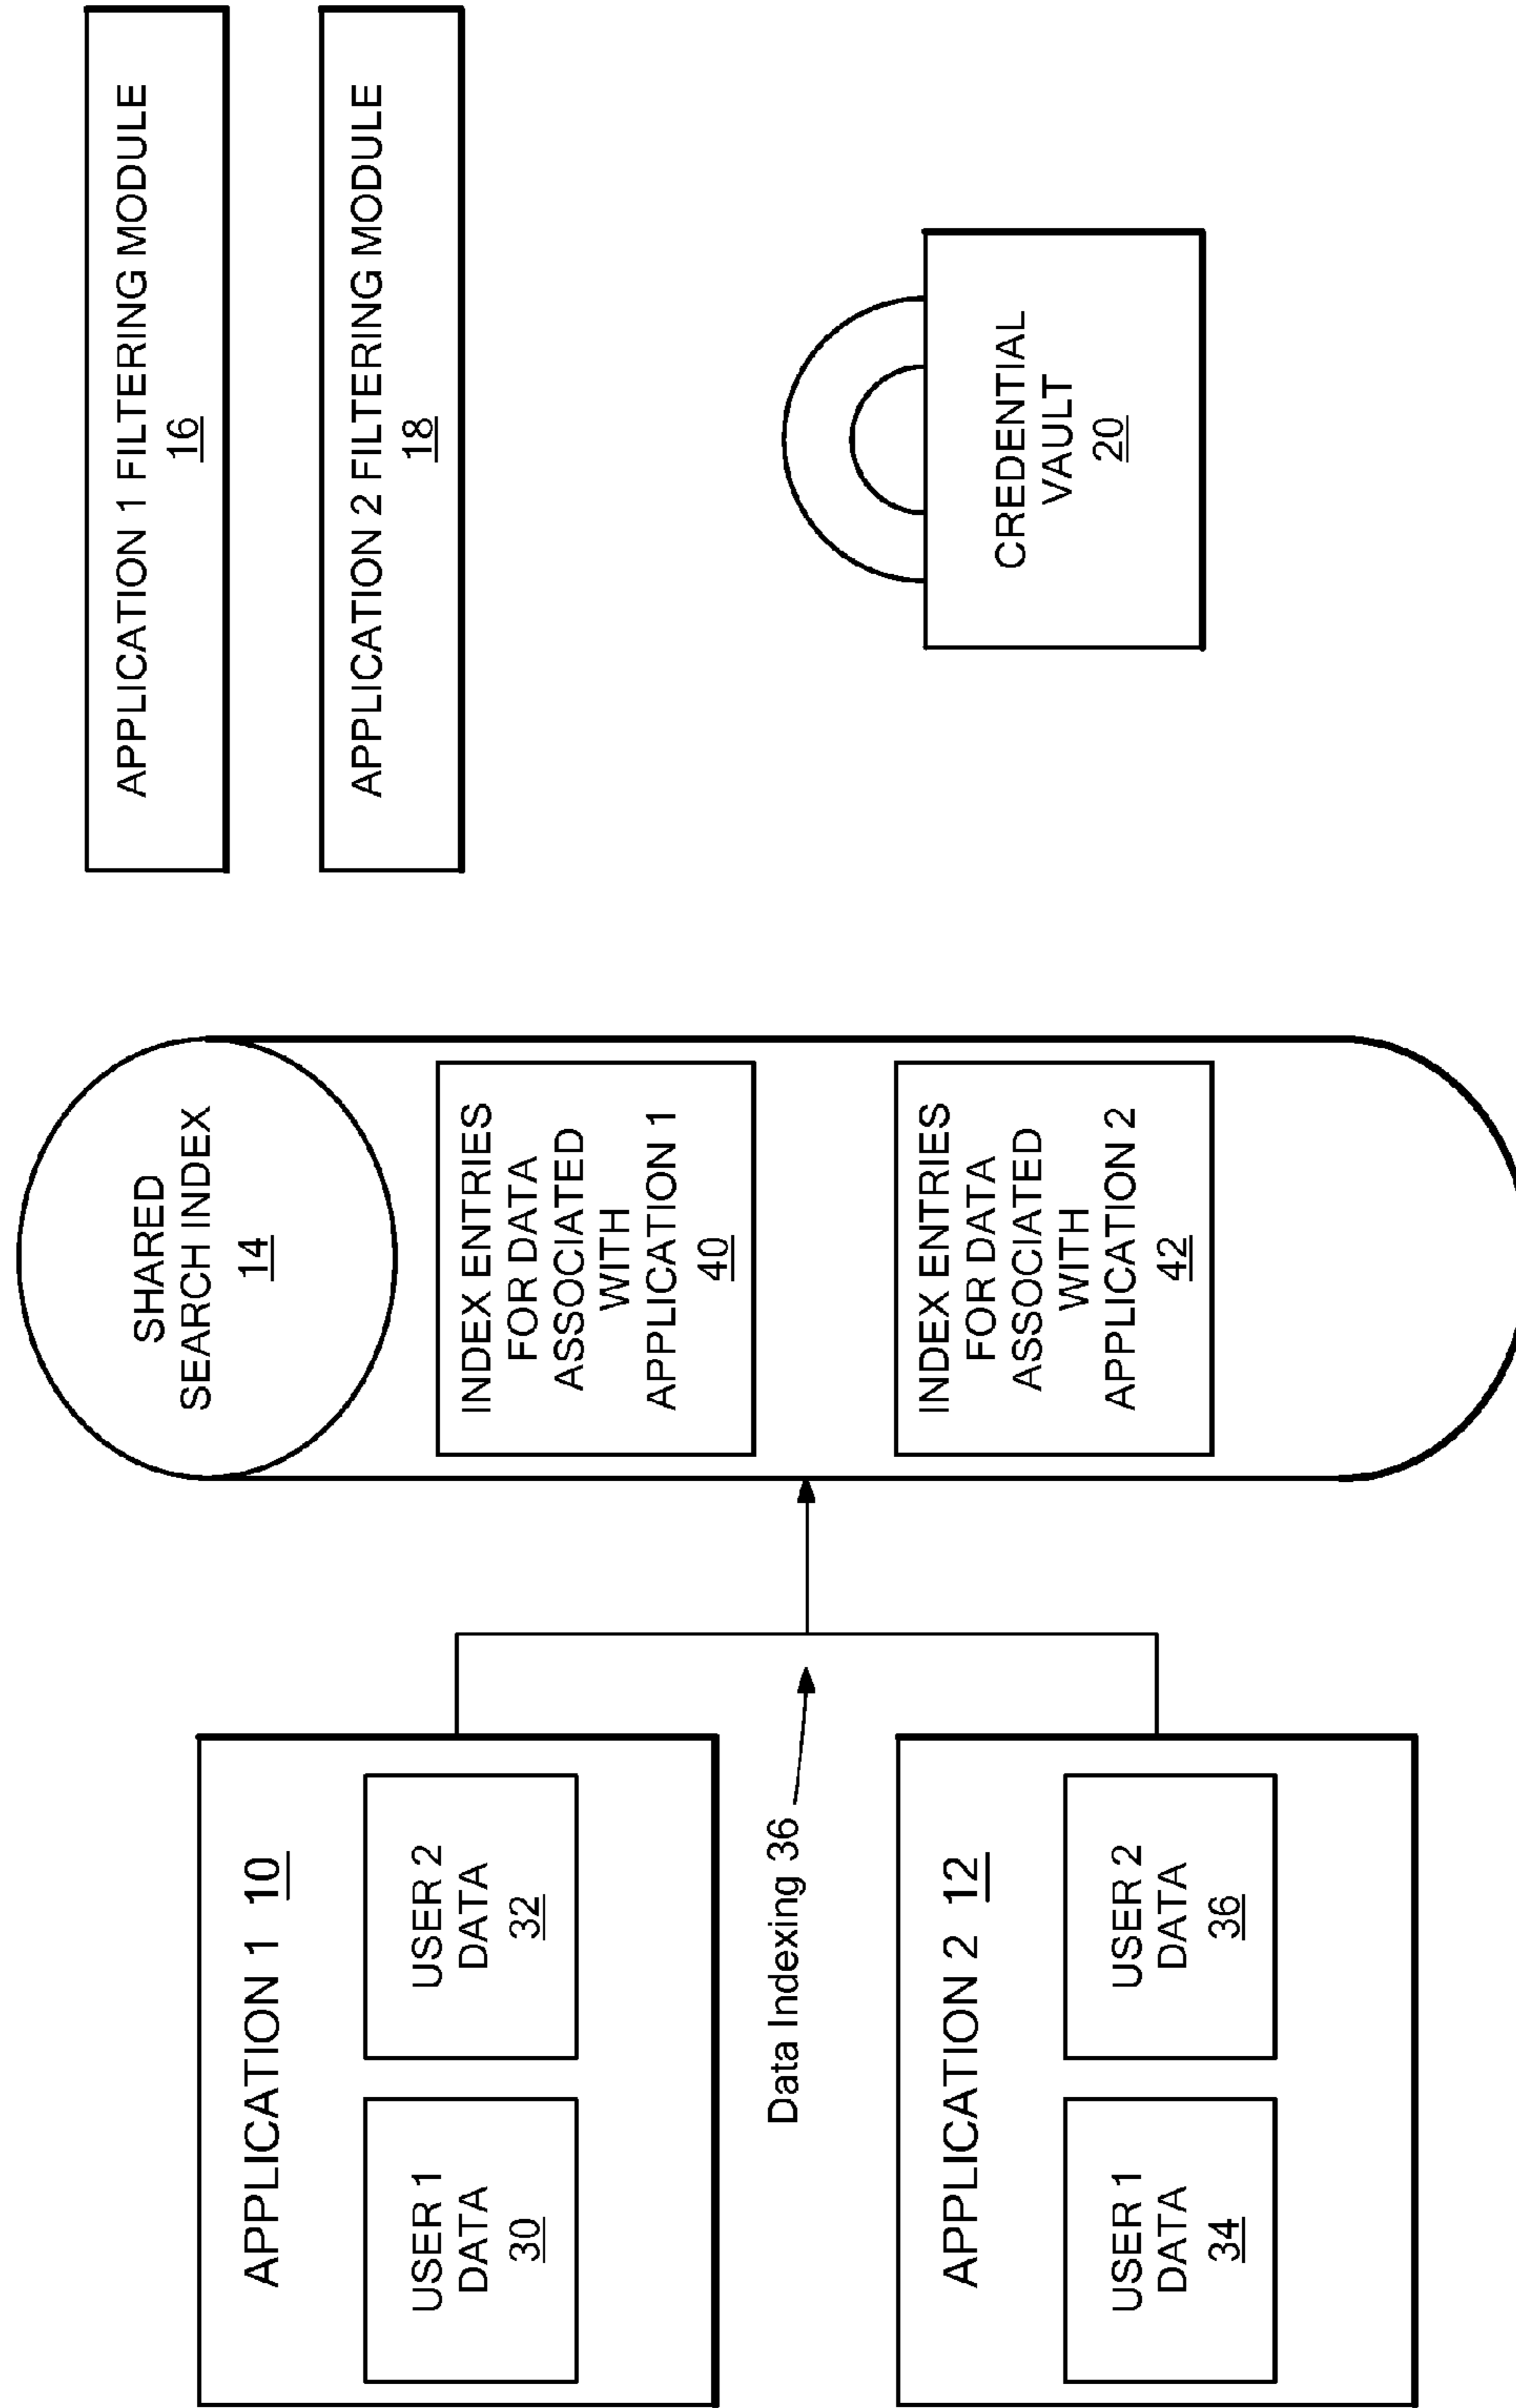 APPLICATION 1 10
USER 1
DATA
30
USER 2
DATA
32
Data Indexing 36
APPLICATION 2 12
USER 1
DATA
34
USER 2
DATA
36
SHARED
SEARCH INDEX
14
INDEX ENTRIES
FOR DATA
ASSOCIATED
WITH
APPLICATION 1
40
INDEX ENTRIES
FOR DATA
ASSOCIATED
WITH
APPLICATION 2
42
APPLICATION 1 FILTERING MODULE
16
APPLICATION 2 FILTERING MODULE
18
CREDENTIAL
VAULT
20